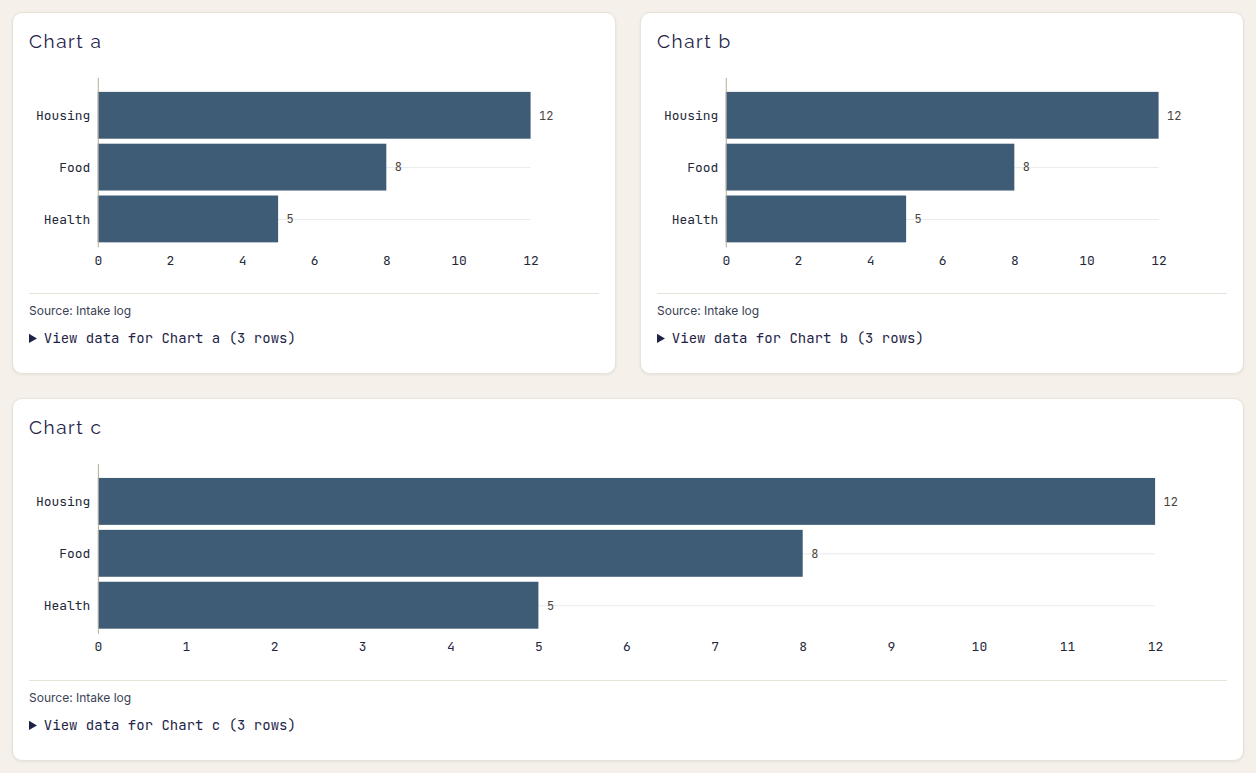 Chart a
Housing 12
Food 8
Health 5
0 2 4 6 8 10 12
Source: Intake log
▶ View data for Chart a (3 rows)
Chart b
Housing 12
Food 8
Health 5
0 2 4 6 8 10 12
Source: Intake log
▶ View data for Chart b (3 rows)
Chart c
Housing 12
Food 8
Health 5
0 1 2 3 4 5 6 7 8 9 10 11 12
Source: Intake log
▶ View data for Chart c (3 rows)